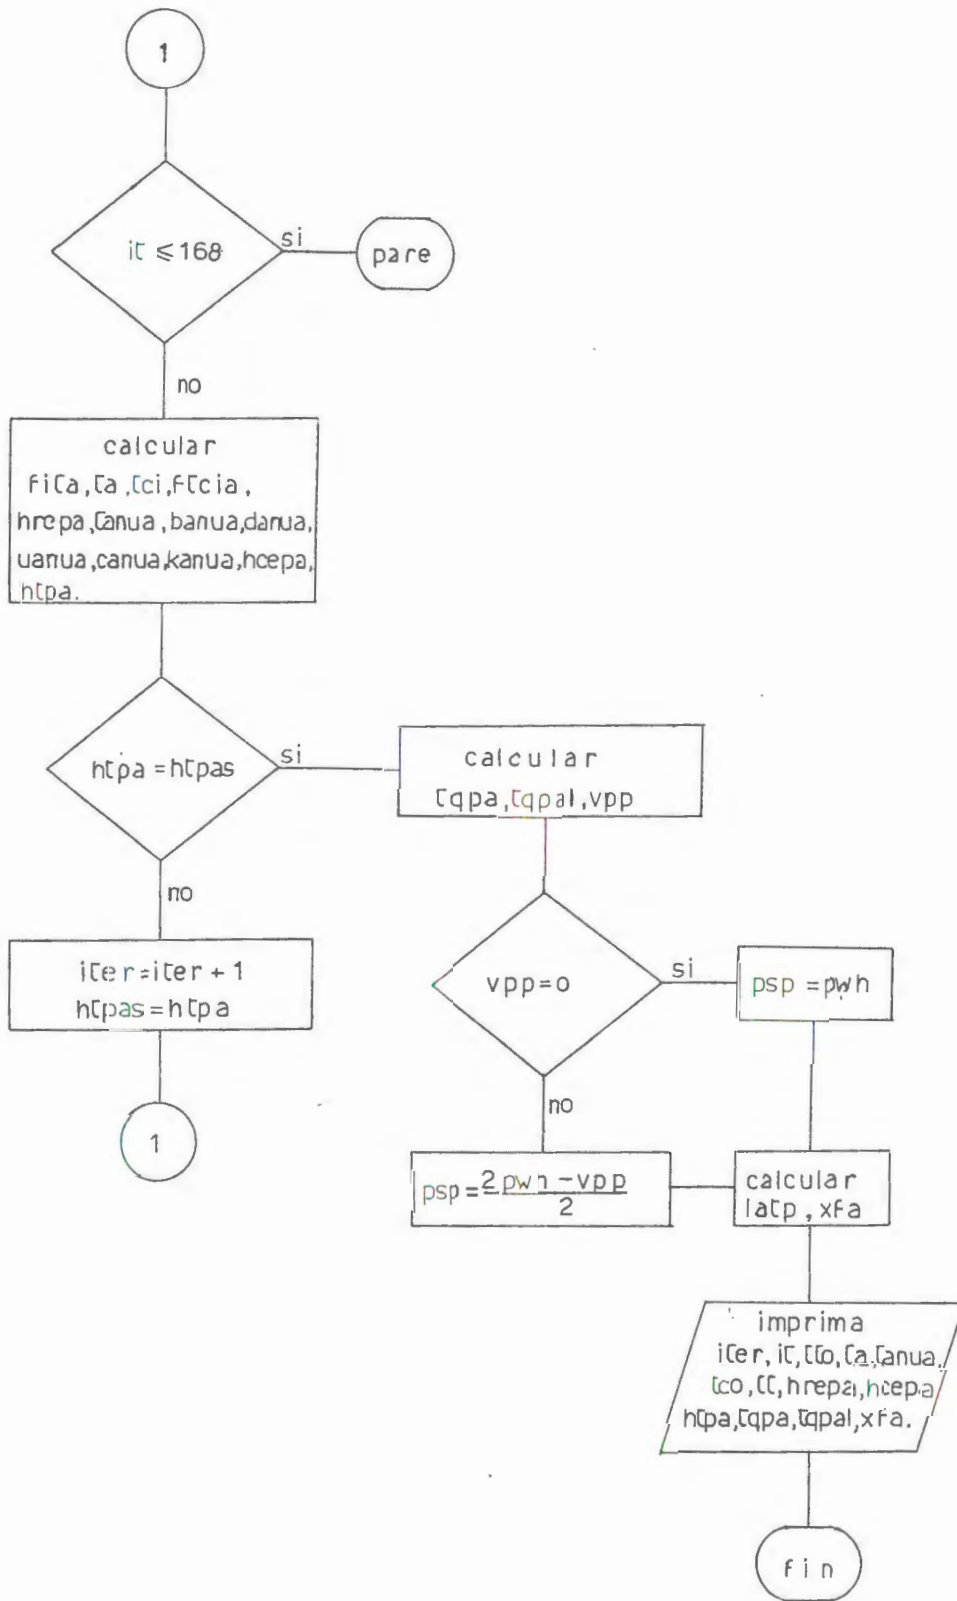 1
it ≤ 168
si
pare
no
calcular
fita, ta, tci, ftcia,
hrepa, tanua, banua, danua,
uanua, canua, kanua, hcepa,
htpa.
htpa = htpas
si
calcular
tqpa, tqpal, vpp
no
iter = iter + 1
htpas = htpa
1
vpp = o
si
psp = pwh
no
psp = 2 pwh - vpp
2
calcular
latp, xfa
imprima
iter, it, tto, ta, tanua,
tco, tt, hrepa, hcepa
htpa, tqpa, tqpal, xfa.
fin